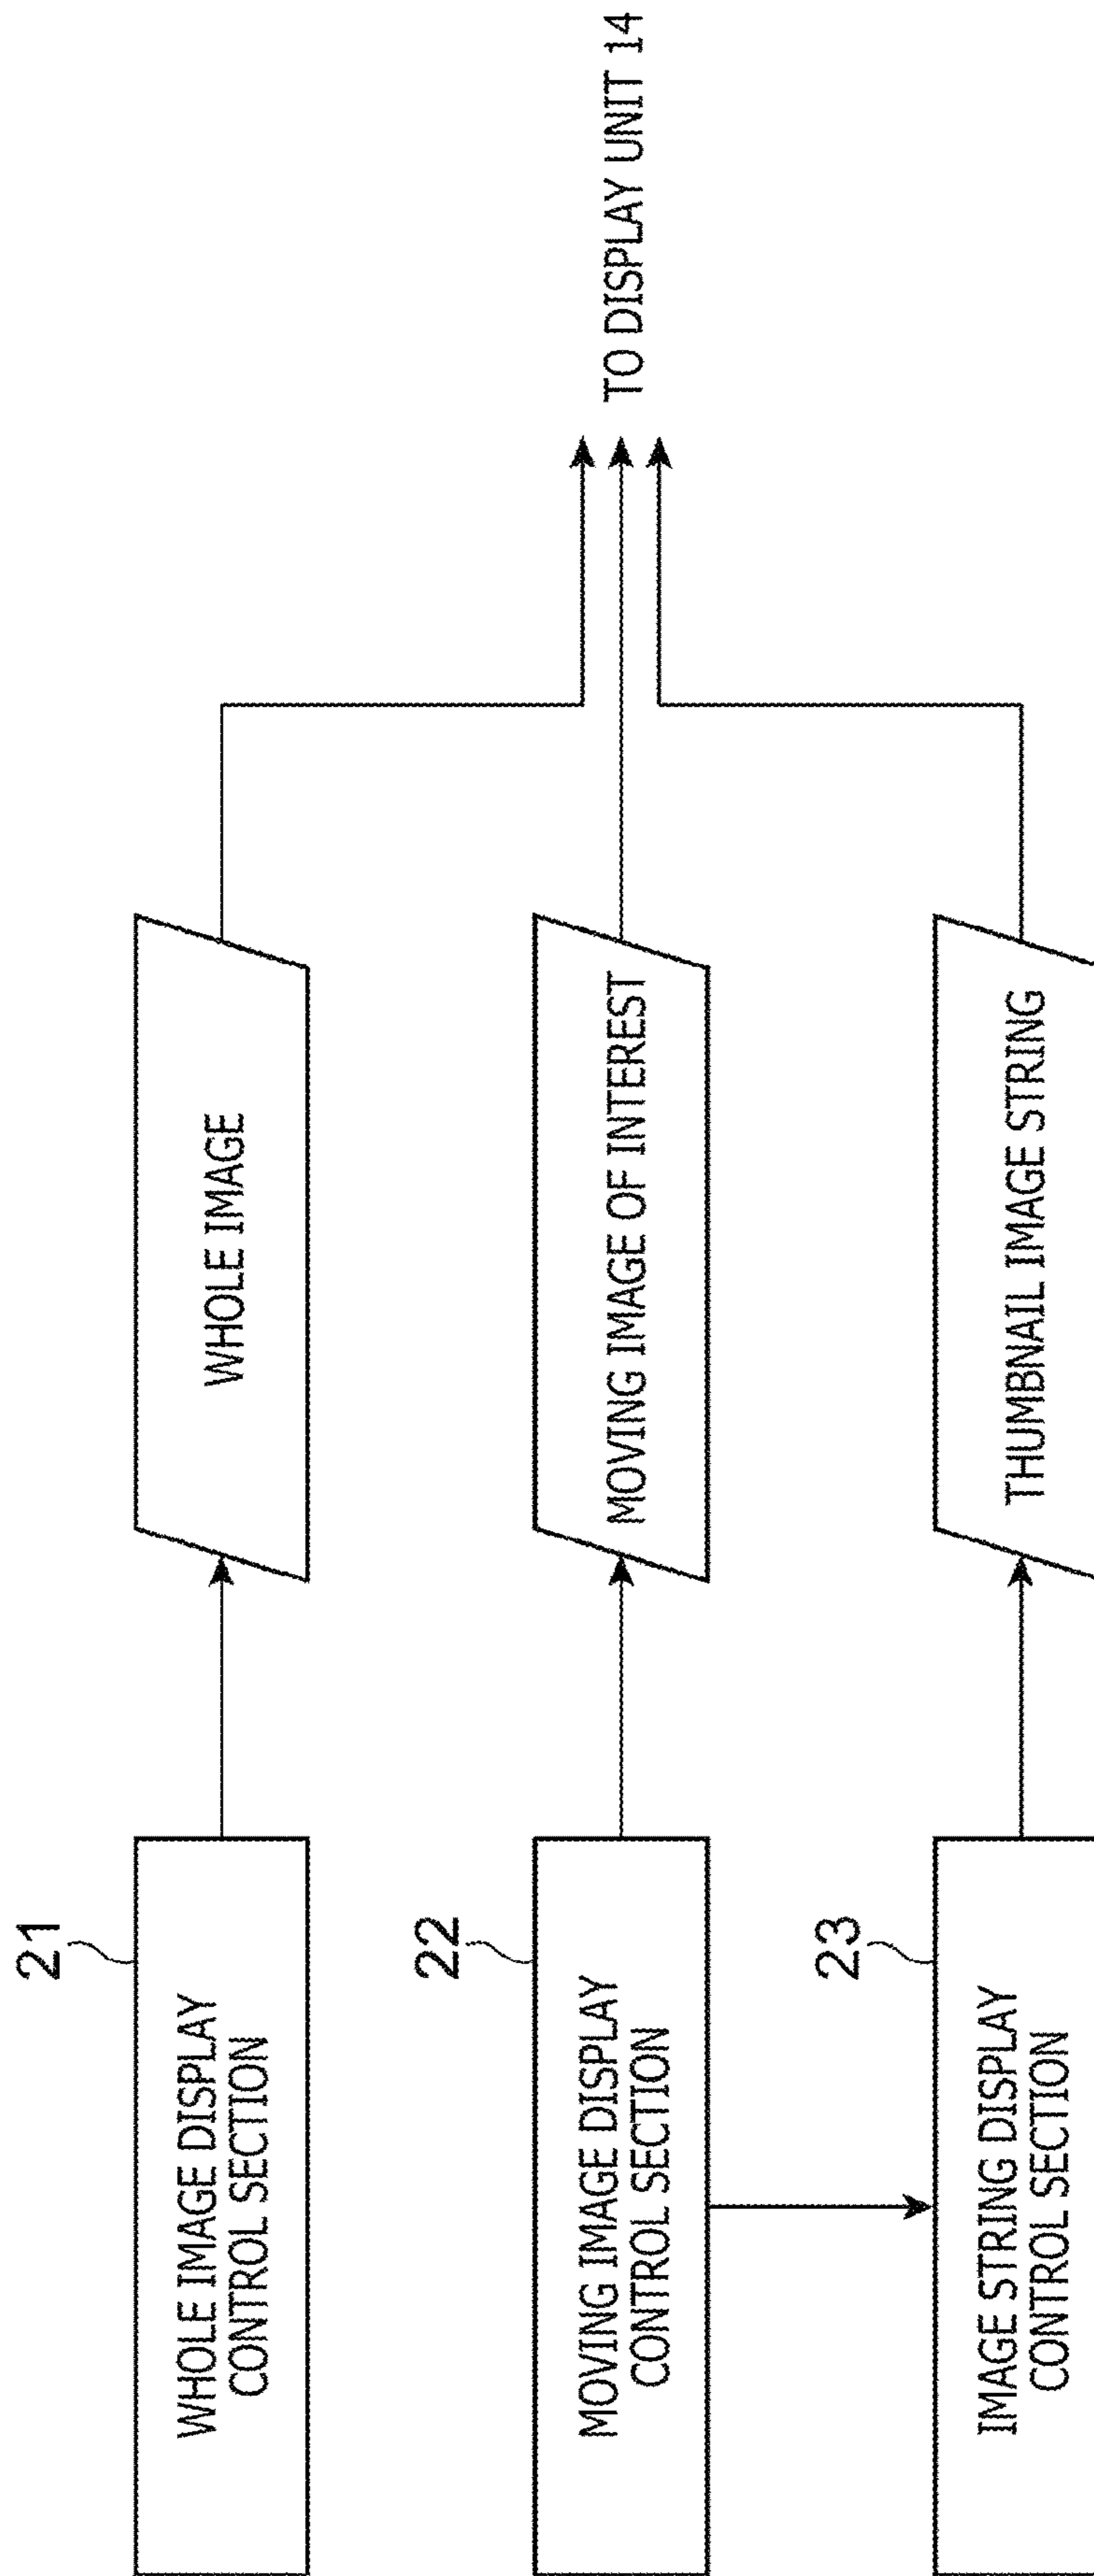 21
WHOLE IMAGE DISPLAY
CONTROL SECTION
WHOLE IMAGE
22
MOVING IMAGE DISPLAY
CONTROL SECTION
MOVING IMAGE OF INTEREST
TO DISPLAY UNIT 14
23
IMAGE STRING DISPLAY
CONTROL SECTION
THUMBNAIL IMAGE STRING